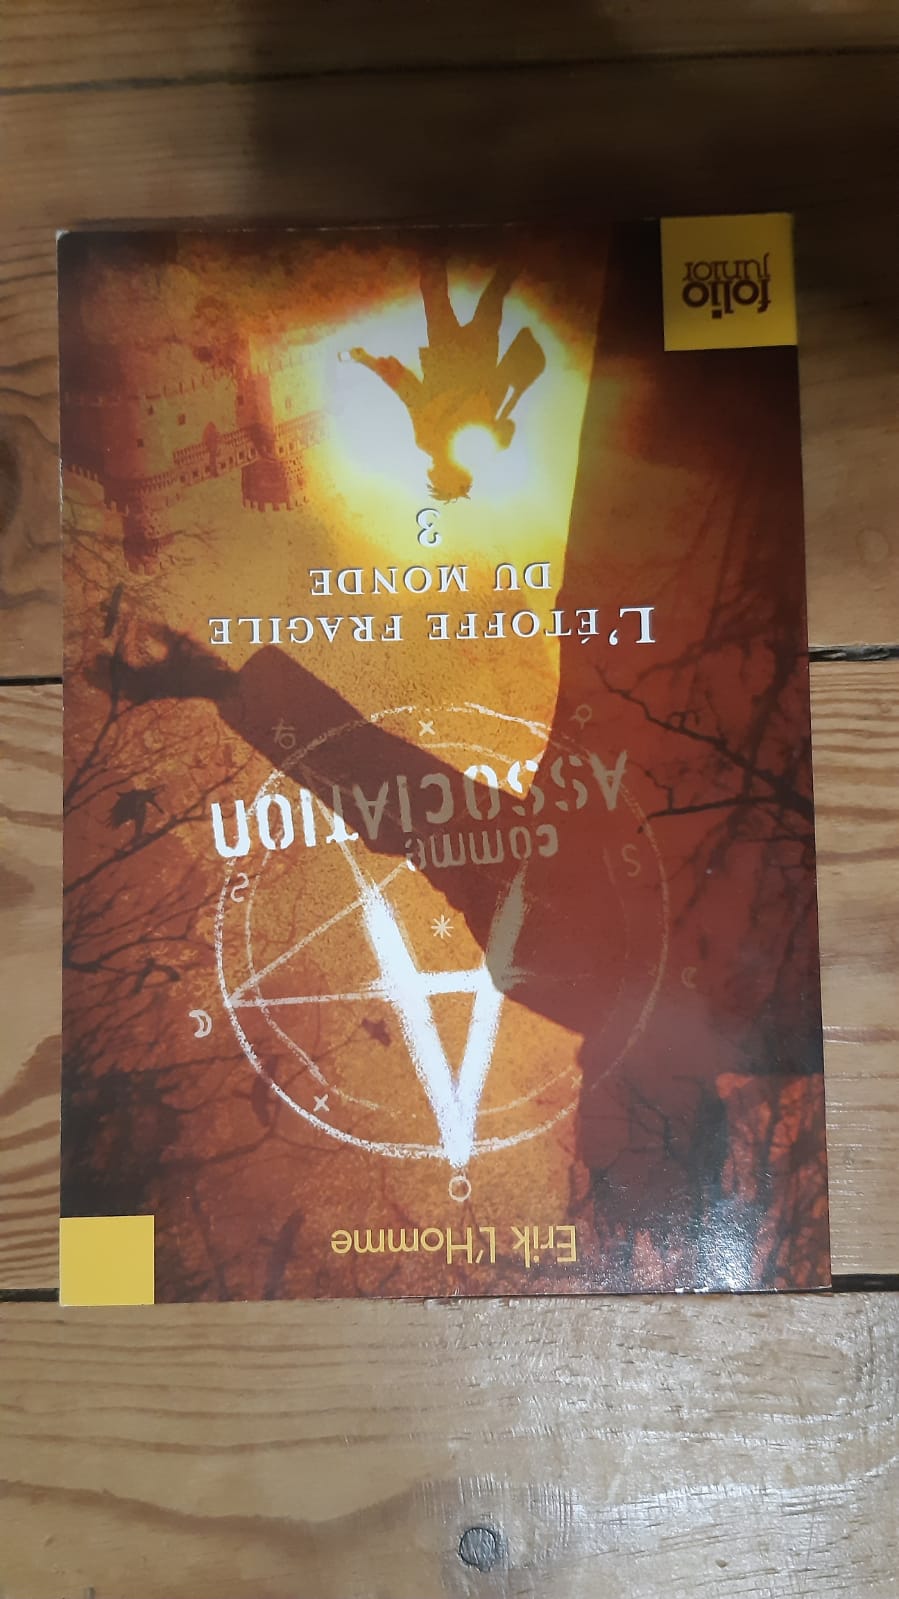 Erik L'Homme
A
comme
ASSOCIATION
L'ÉTOFFE FRAGILE
DU MONDE
3
folio
junior